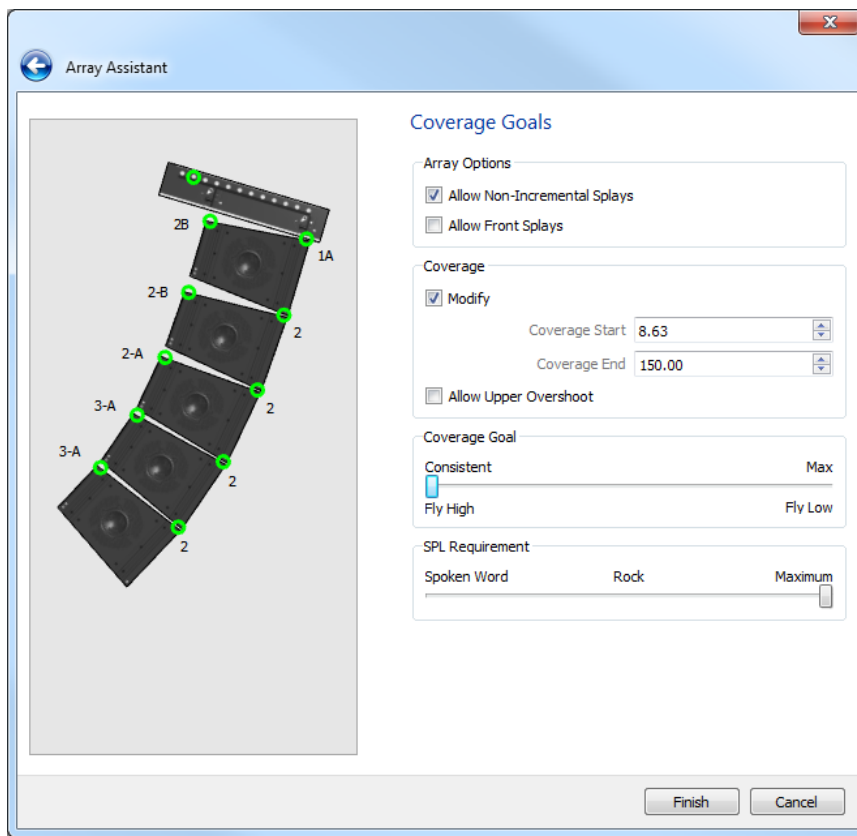 X
Array Assistant
2B
1A
2-B
2
2-A
2
3-A
2
3-A
2
Coverage Goals
Array Options
Allow Non-Incremental Splays
Allow Front Splays
Coverage
Modify
Coverage Start 8.63
Coverage End 150.00
Allow Upper Overshoot
Coverage Goal
Consistent Max
Fly High Fly Low
SPL Requirement
Spoken Word Rock Maximum
Finish Cancel